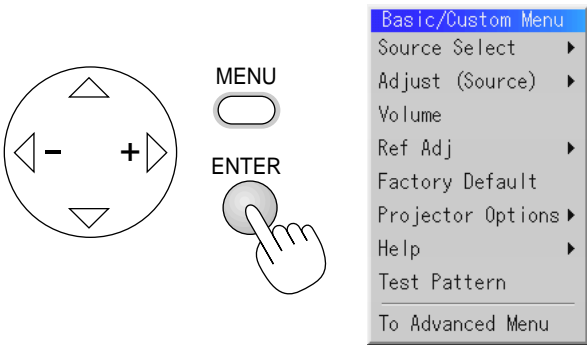 MENU
- +
ENTER
Basic/Custom Menu
Source Select
Adjust (Source)
Volume
Ref Adj
Factory Default
Projector Options
Help
Test Pattern
To Advanced Menu